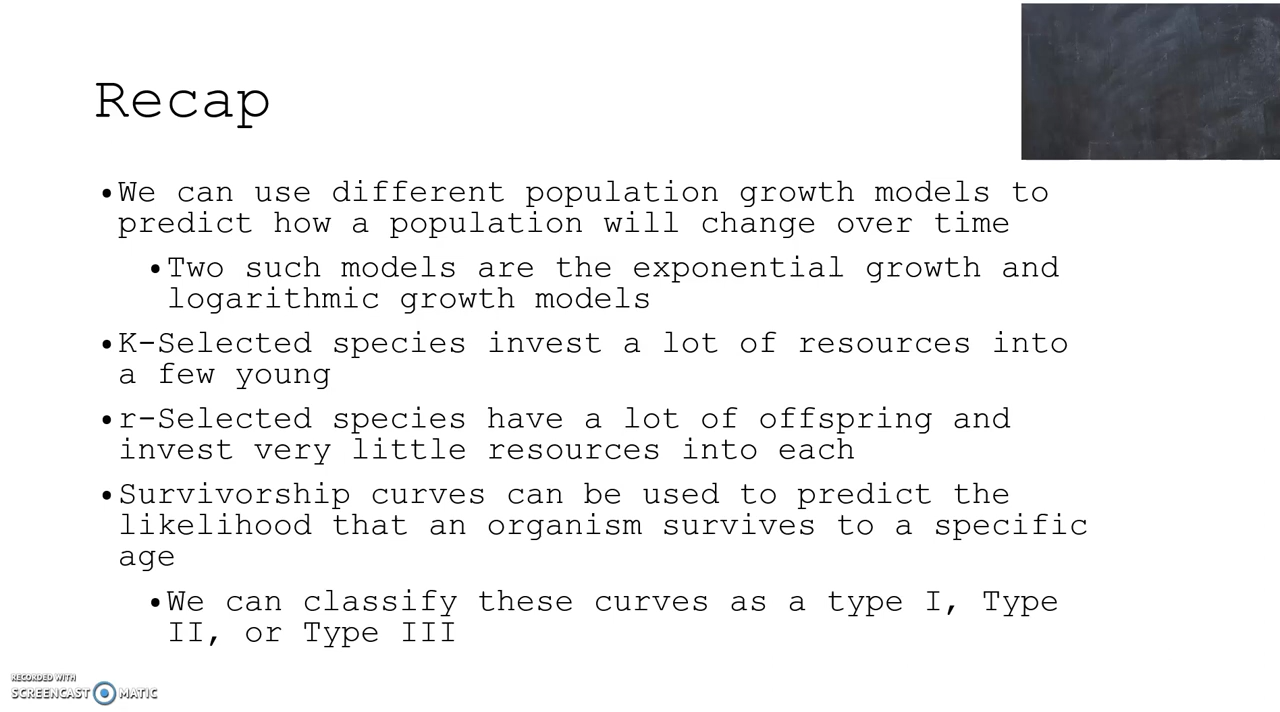 Recap
•We can use different population growth models to
predict how a population will change over time
•Two such models are the exponential growth and
logarithmic growth models
•K-Selected species invest a lot of resources into
a few young
•r-Selected species have a lot of offspring and
invest very little resources into each
•Survivorship curves can be used to predict the
likelihood that an organism survives to a specific
age
•We can classify these curves as a type I, Type
II, or Type III
RECORDED WITH
SCREENCAST MATIC